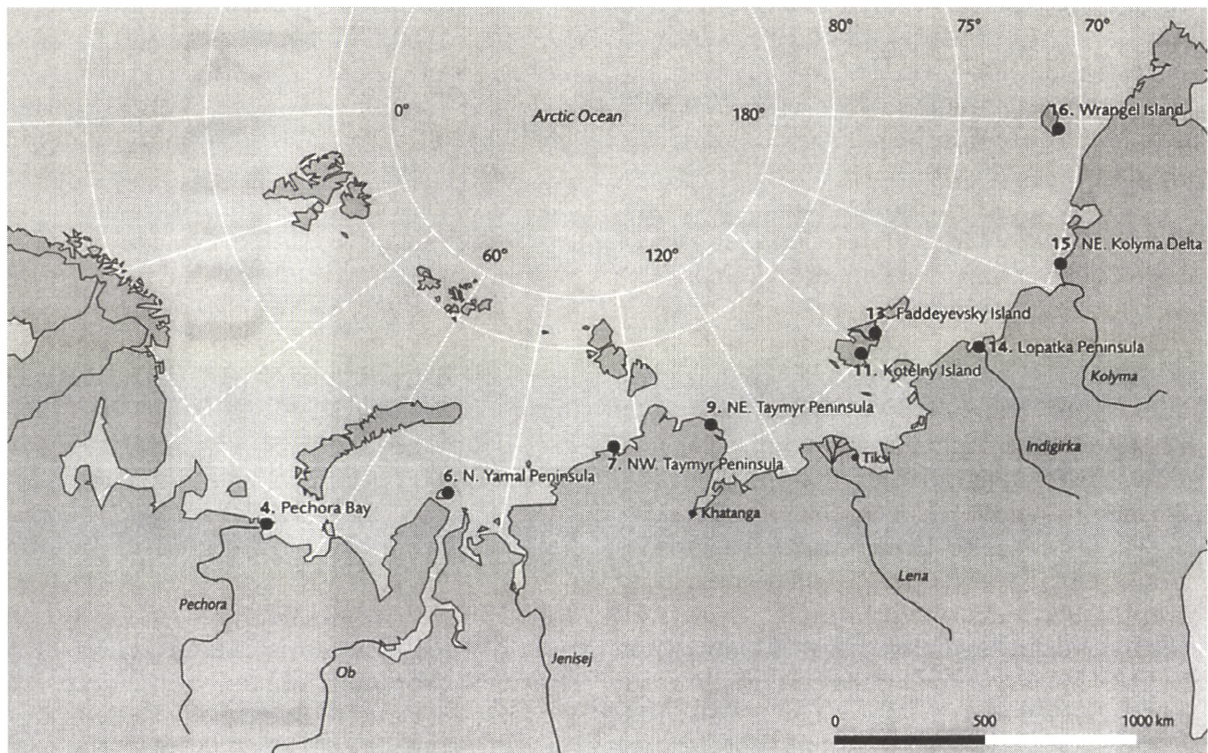 80°
75°
70°
0°
Arctic Ocean
180°
16. Wrangel Island
15 NE. Kolyma Delta
60°
120°
13. Faddeyevsky Island
14. Lopatka Peninsula
11. Kotelny Island
Kolyma
9. NE. Taymyr Peninsula
Indigirka
7. NW. Taymyr Peninsula
Tiksi
6. N. Yamal Peninsula
4. Pechora Bay
Khatanga
Lena
Pechora
Ob
Jenisej
0
500
1000 km